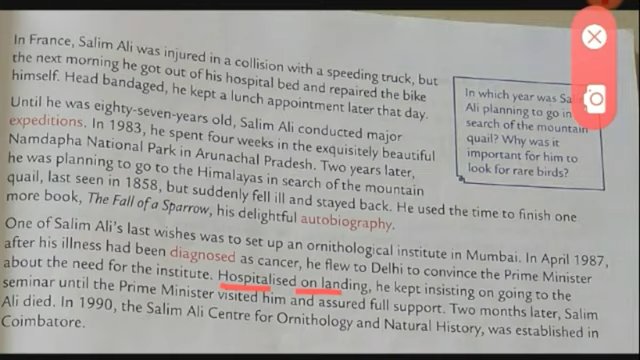 In France, Salim Ali was injured in a collision with a speeding truck, but
the next morning he got out of his hospital bed and repaired the bike
himself. Head bandaged, he kept a lunch appointment later that day.
Until he was eighty-seven-years old, Salim Ali conducted major
expeditions. In 1983, he spent four weeks in the exquisitely beautiful
Namdapha National Park in Arunachal Pradesh. Two years later,
he was planning to go to the Himalayas in search of the mountain
quail, last seen in 1858, but suddenly fell ill and stayed back. He used the time to finish one
more book, The Fall of a Sparrow, his delightful autobiography.
One of Salim Ali's last wishes was to set up an ornithological institute in Mumbai. In April 1987,
after his illness had been diagnosed as cancer, he flew to Delhi to convince the Prime Minister
about the need for the institute. Hospitalised on landing, he kept insisting on going to the
seminar until the Prime Minister visited him and assured full support. Two months later, Salim
Ali died. In 1990, the Salim Ali Centre for Ornithology and Natural History, was established in
Coimbatore.
In which year was
Ali planning to go in
search of the mountain
quail? Why was it
important for him to
look for rare birds?